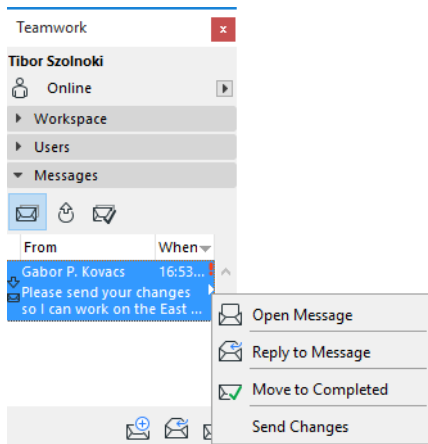 Teamwork
x
Tibor Szolnoki
Online
Workspace
Users
Messages
From When
Gabor P. Kovacs 16:53...
Please send your changes
so I can work on the East ...
Open Message
Reply to Message
Move to Completed
Send Changes